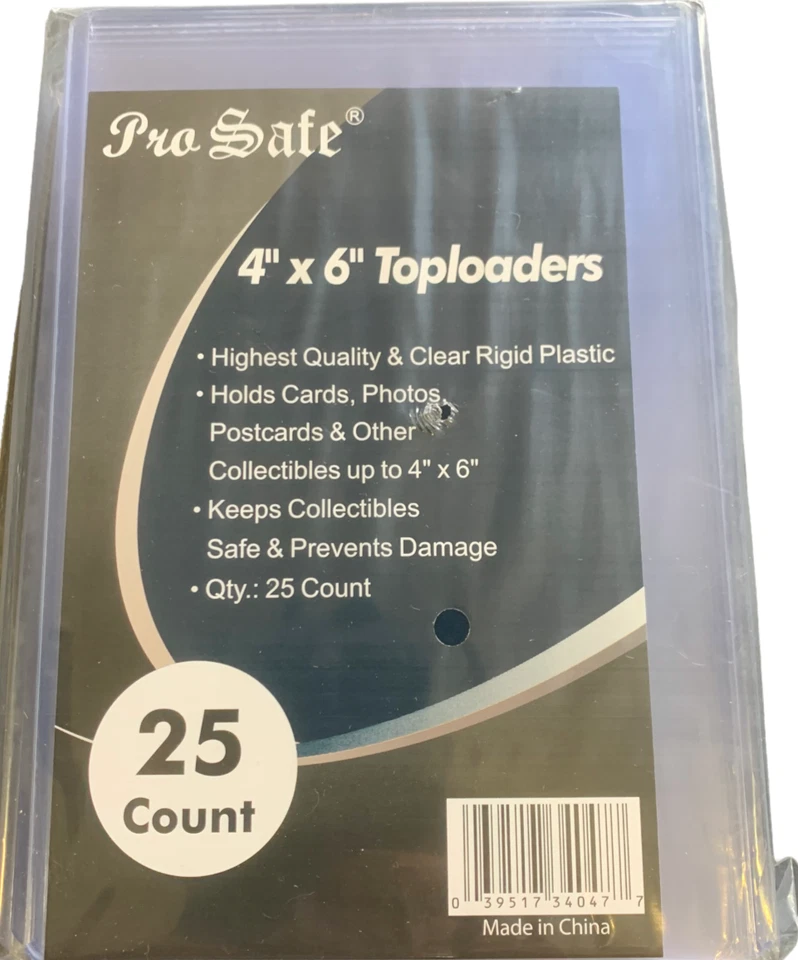 Pro Safe®
4" x 6" Toploaders
• Highest Quality & Clear Rigid Plastic
• Holds Cards, Photos,
Postcards & Other
Collectibles up to 4" x 6"
• Keeps Collectibles
Safe & Prevents Damage
• Qty.: 25 Count
25
Count
0 39517 34047 7
Made in China